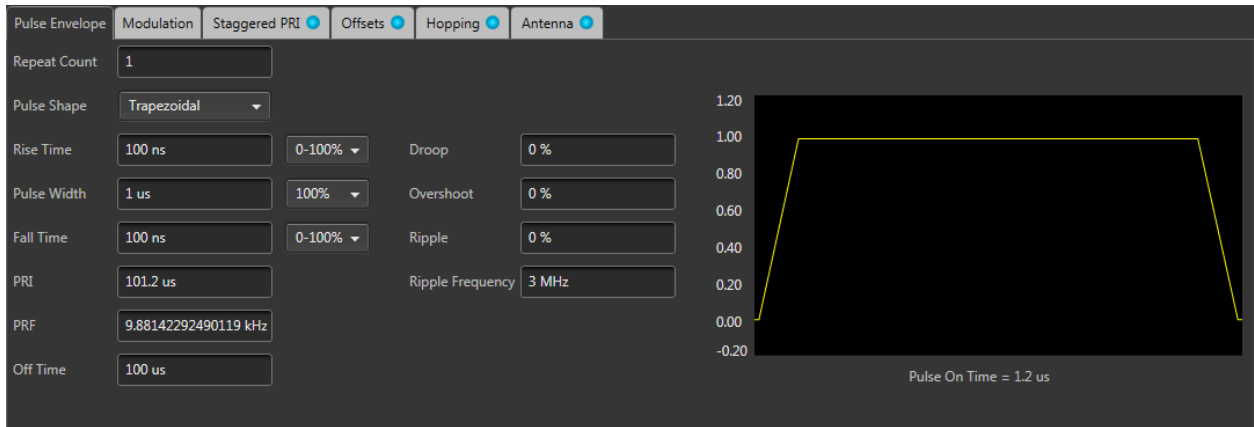 Pulse Envelope Modulation Staggered PRI Offsets Hopping Antenna
Repeat Count 1
Pulse Shape Trapezoidal
Rise Time 100 ns 0-100% Droop 0 %
Pulse Width 1 us 100% Overshoot 0 %
Fall Time 100 ns 0-100% Ripple 0 %
PRI 101.2 us Ripple Frequency 3 MHz
PRF 9.88142292490119 kHz
Off Time 100 us
1.20
1.00
0.80
0.60
0.40
0.20
0.00
-0.20
Pulse On Time = 1.2 us